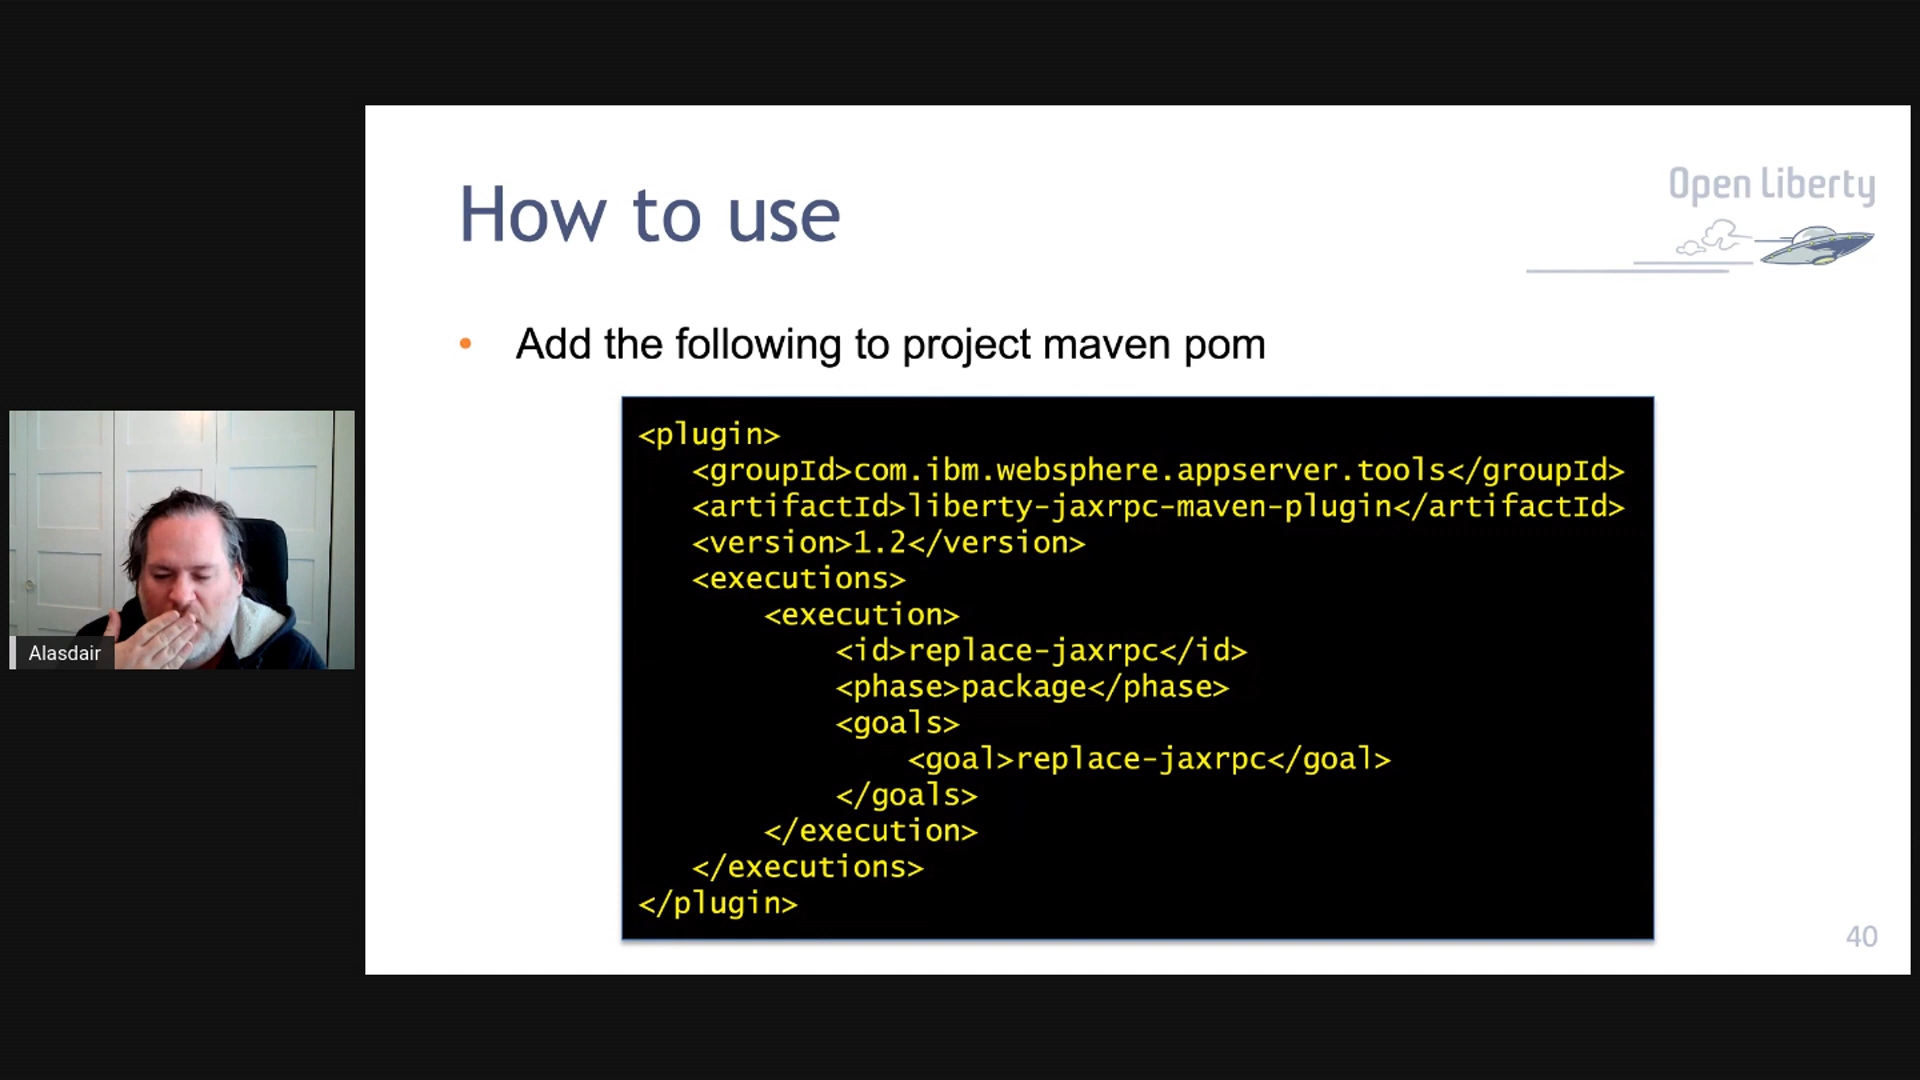 Open Liberty
How to use
• Add the following to project maven pom
<plugin>
<groupId>com.ibm.websphere.appserver.tools</groupId>
<artifactId>liberty-jaxrpc-maven-plugin</artifactId>
<version>1.2</version>
<executions>
<execution>
<id>replace-jaxrpc</id>
<phase>package</phase>
<goals>
<goal>replace-jaxrpc</goal>
</goals>
</execution>
</executions>
</plugin>
Alasdair
40